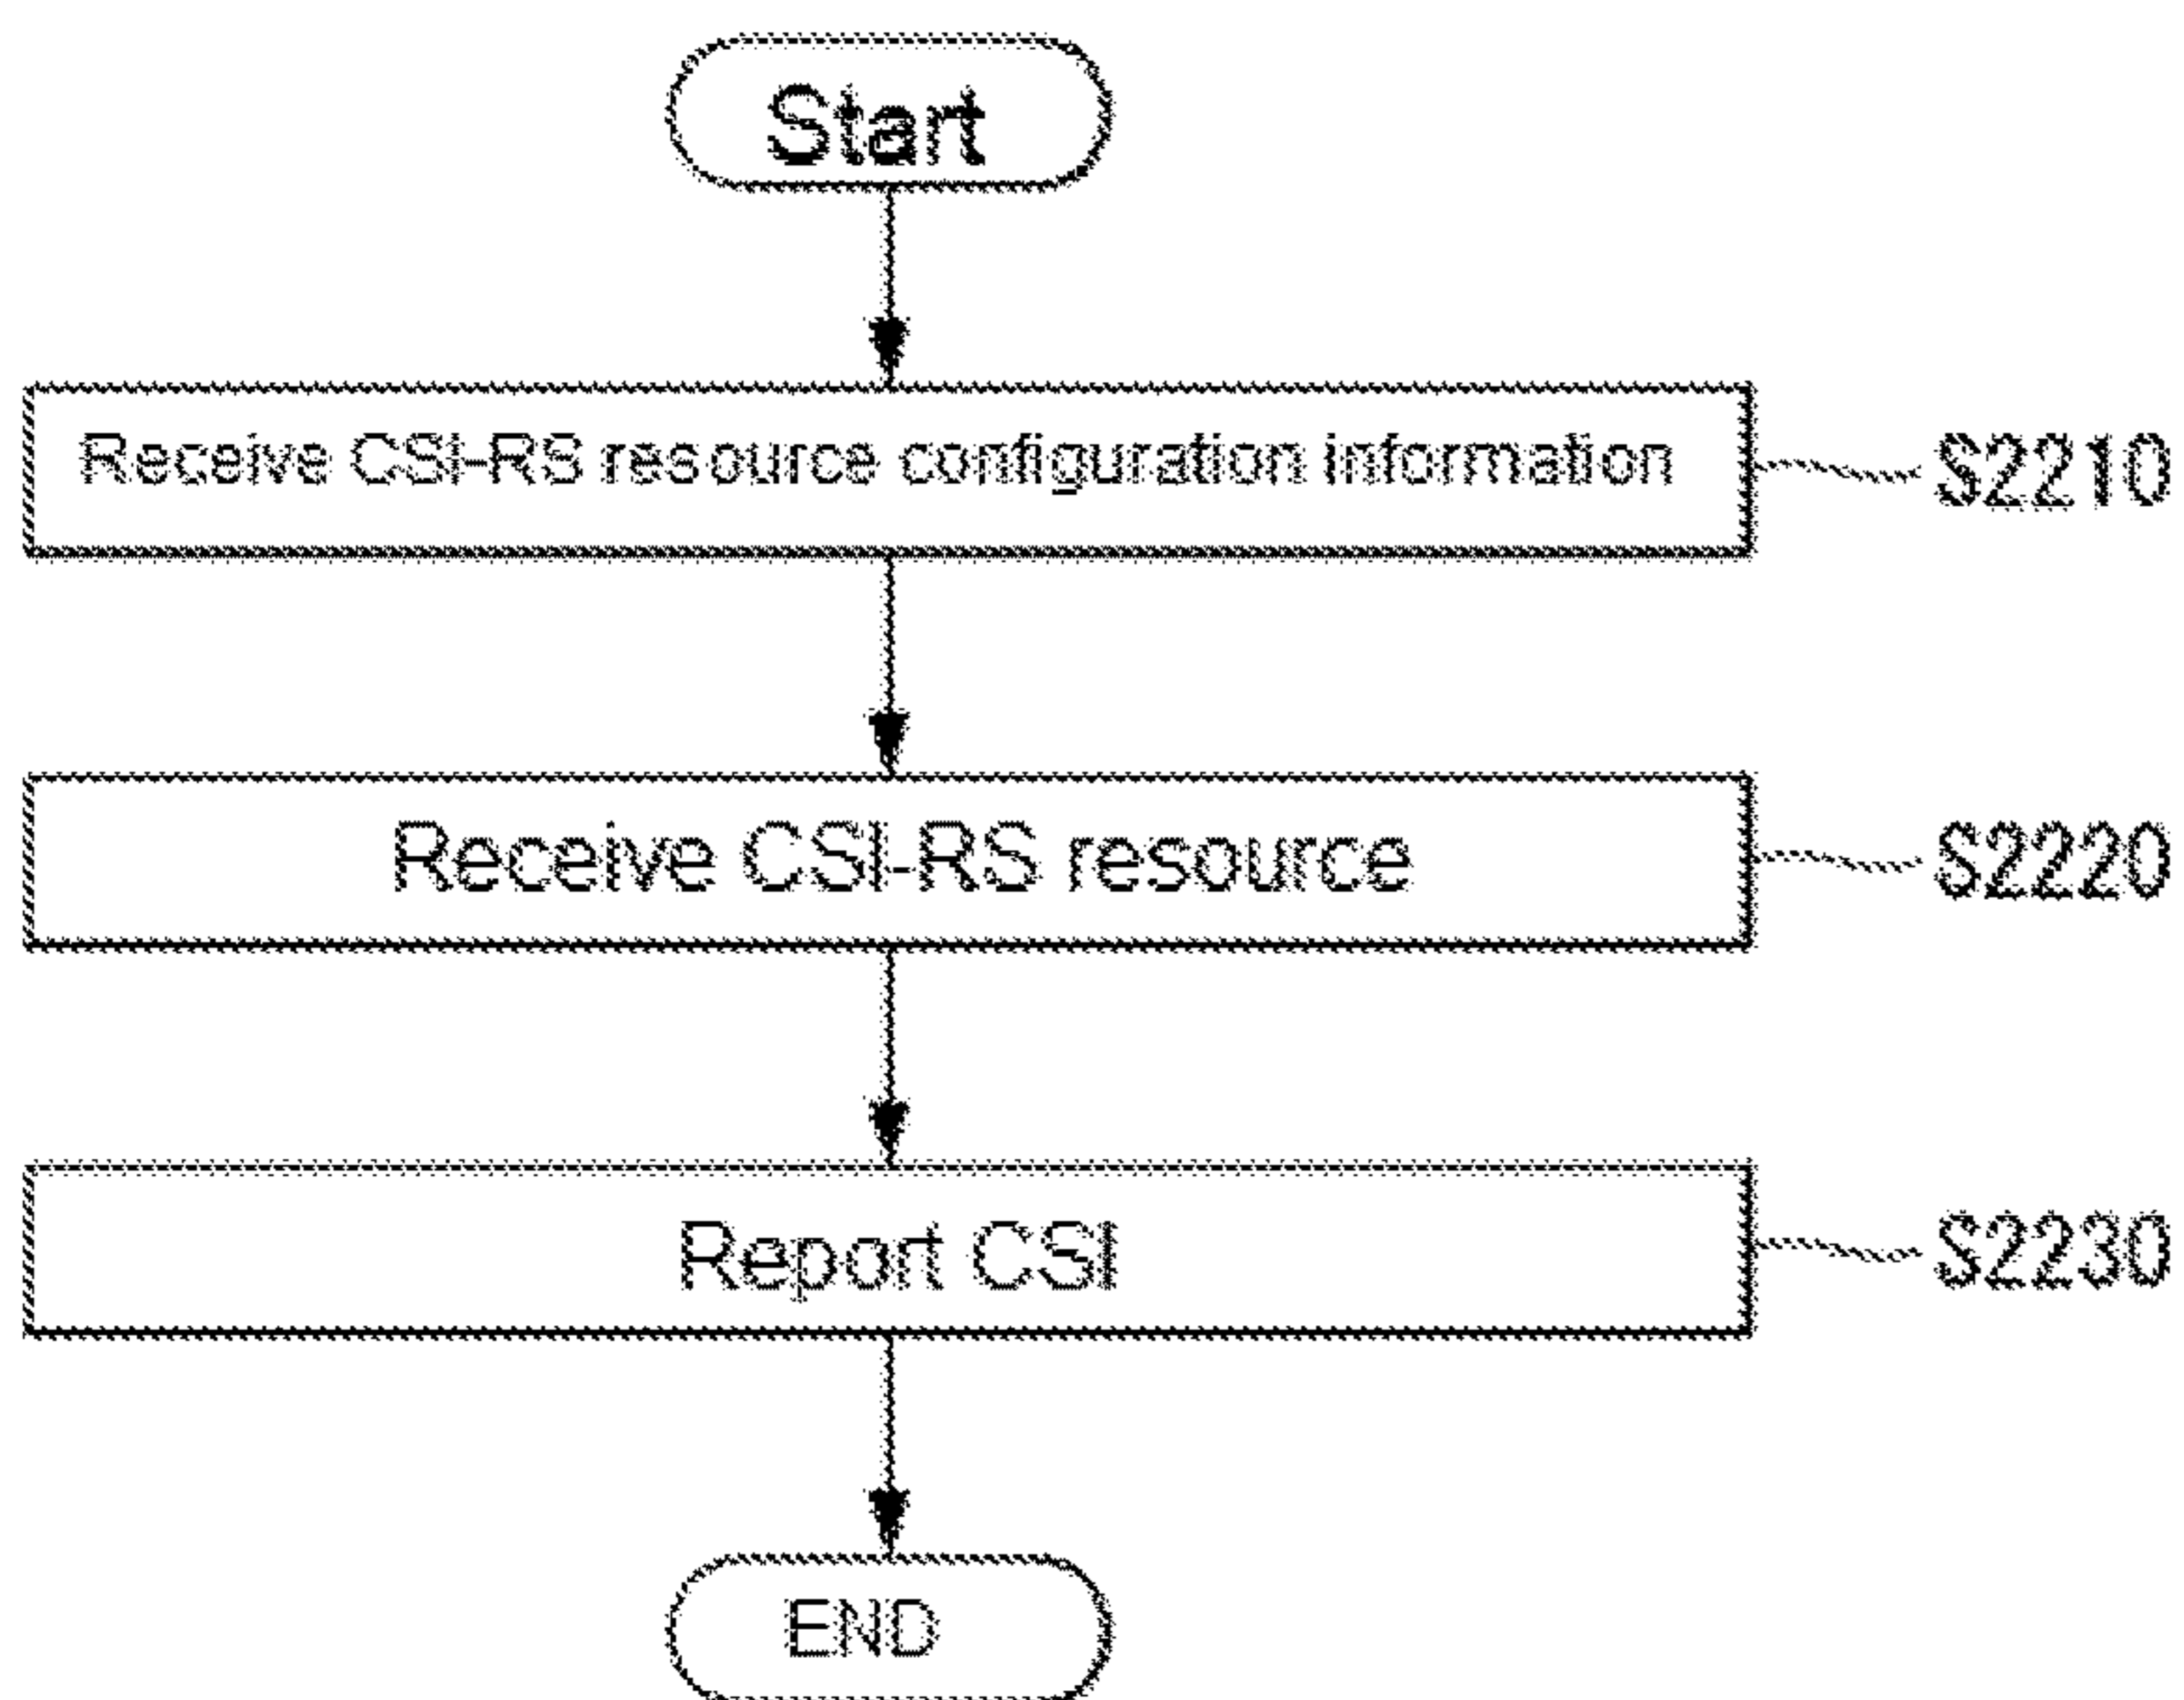 Start
Receive CSI-RS resource configuration information
S2210
Receive CSI-RS resource
S2220
Report CSI
S2230
END